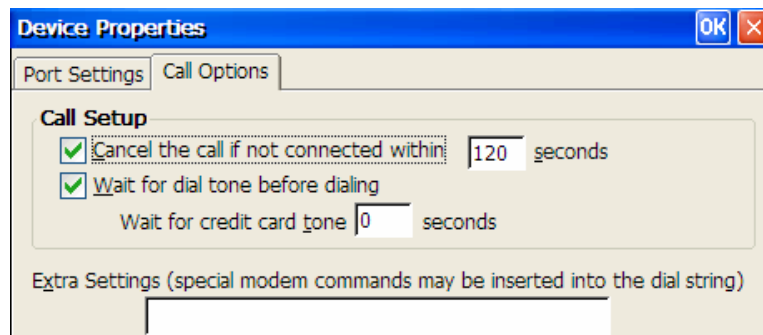 Device Properties OK
Port Settings Call Options
Call Setup
Cancel the call if not connected within 120 seconds
Wait for dial tone before dialing
Wait for credit card tone 0 seconds
Extra Settings (special modem commands may be inserted into the dial string)